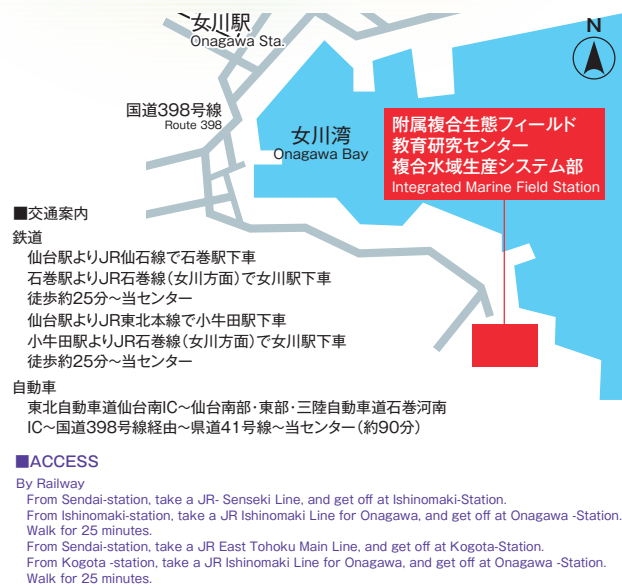 女川駅
Onagawa Sta.
N
国道398号線
Route 398
女川湾
Onagawa Bay
附属複合生態フィールド
教育研究センター
複合水域生産システム部
Integrated Marine Field Station
■交通案内
鉄道
仙台駅よりJR仙石線で石巻駅下車
石巻駅よりJR石巻線（女川方面）で女川駅下車
徒歩約25分〜当センター
仙台駅よりJR東北本線で小牛田駅下車
小牛田駅よりJR石巻線（女川方面）で女川駅下車
徒歩約25分〜当センター
自動車
東北自動車道仙台南IC〜仙台南部・東部・三陸自動車道石巻河南
IC〜国道398号線経由〜県道41号線〜当センター（約90分）
■ACCESS
By Railway
From Sendai-station, take a JR- Senseki Line, and get off at Ishinomaki-Station.
From Ishinomaki-station, take a JR Ishinomaki Line for Onagawa, and get off at Onagawa -Station.
Walk for 25 minutes.
From Sendai-station, take a JR East Tohoku Main Line, and get off at Kogota-Station.
From Kogota -station, take a JR Ishinomaki Line for Onagawa, and get off at Onagawa -Station.
Walk for 25 minutes.